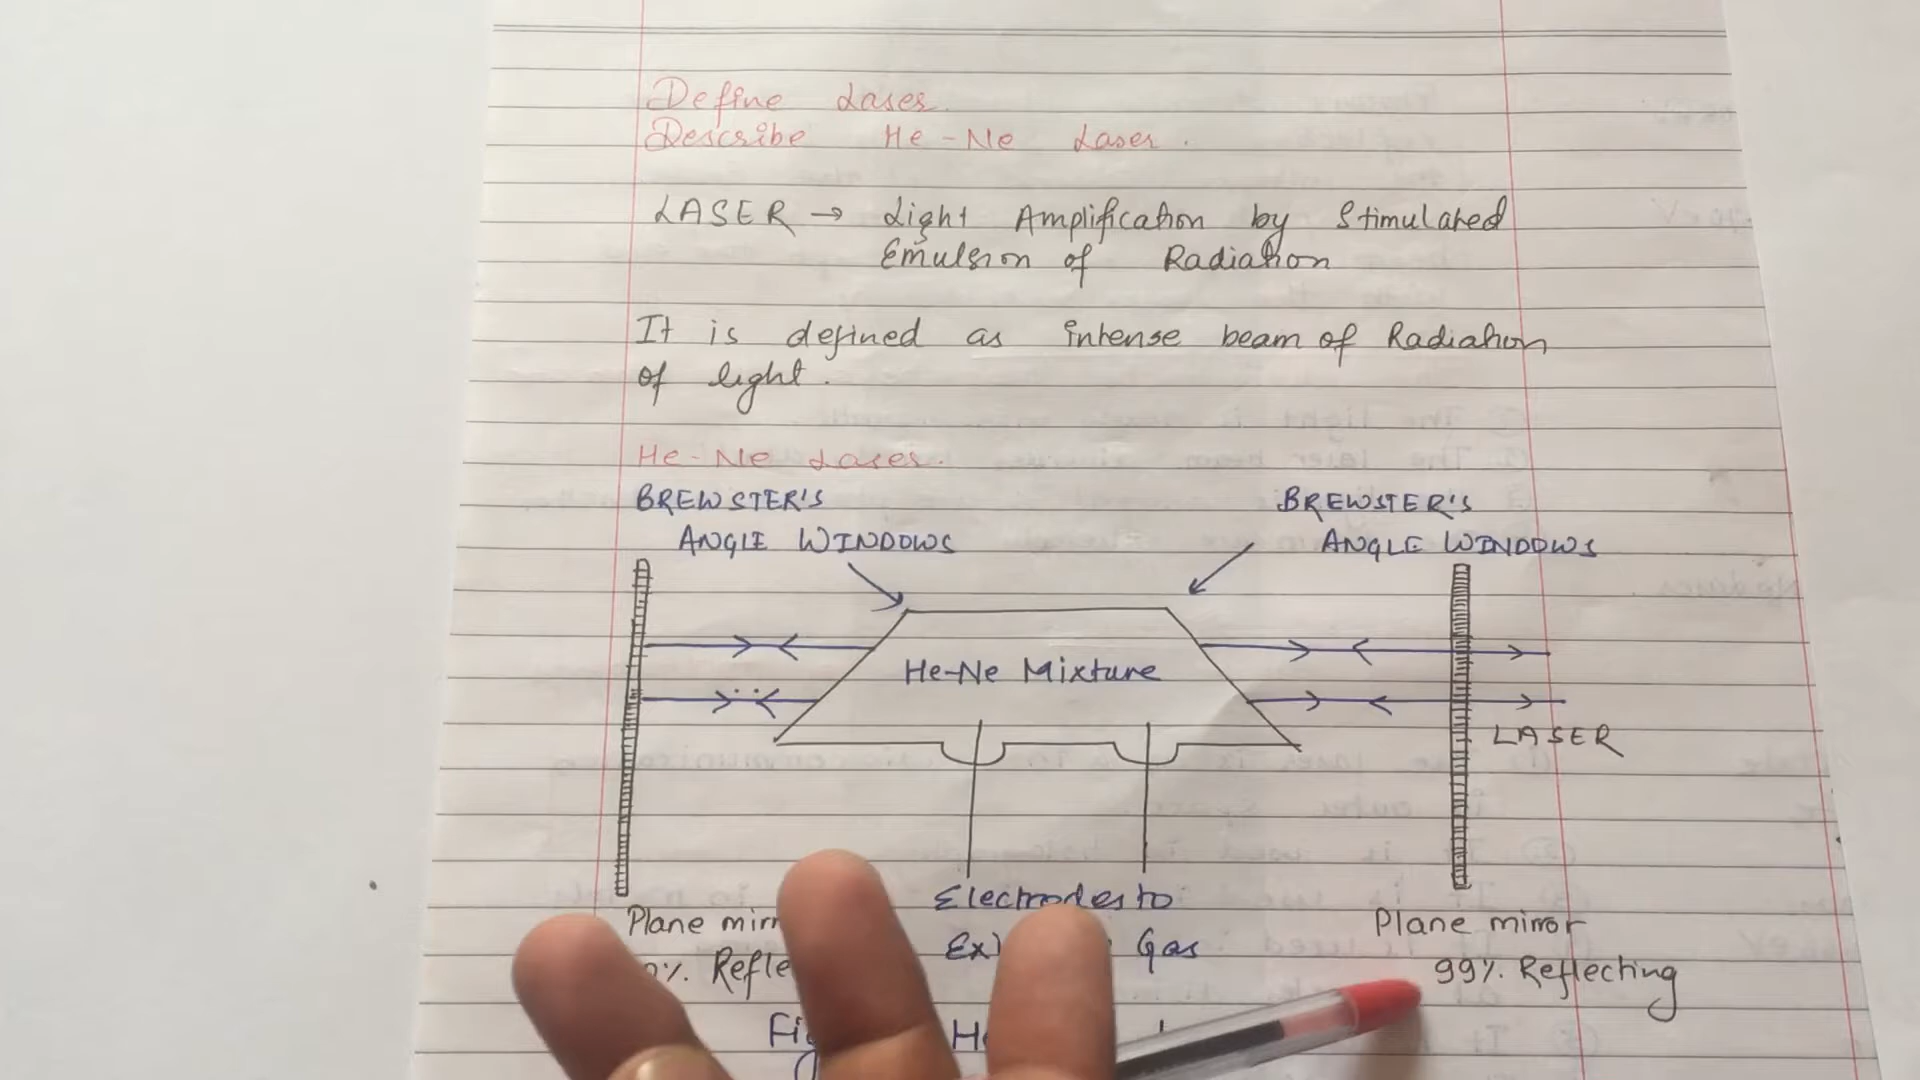 Define Laser.
Describe He-Ne Laser.
LASER → Light Amplification by Stimulated
Emulsion of Radiation
It is defined as intense beam of Radiation
of light.
He-Ne Laser.
BREWSTER'S
ANGLE WINDOWS
BREWSTER'S
ANGLE WINDOWS
He-Ne Mixture
LASER
Plane
Electrodes to
Gas
Plane mirror
99% Reflecting